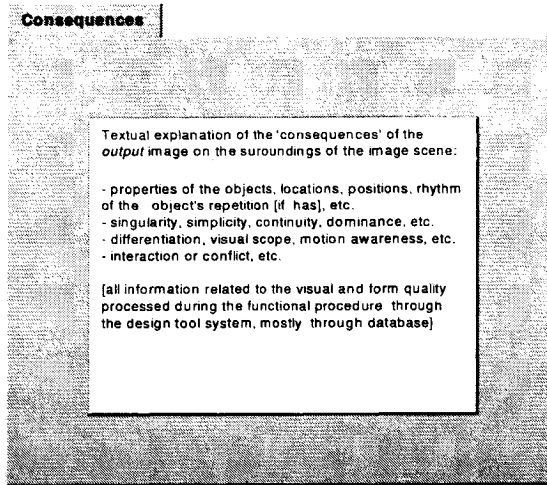 Consequences
Textual explanation of the 'consequences' of the
output image on the suroundings of the image scene:
- properties of the objects, locations, positions, rhythm
of the object's repetition [if has], etc.
- singularity, simplicity, continuity, dominance, etc.
- differentiation, visual scope, motion awareness, etc.
- interaction or conflict, etc.
[all information related to the visual and form quality
processed during the functional procedure through
the design tool system, mostly through database]